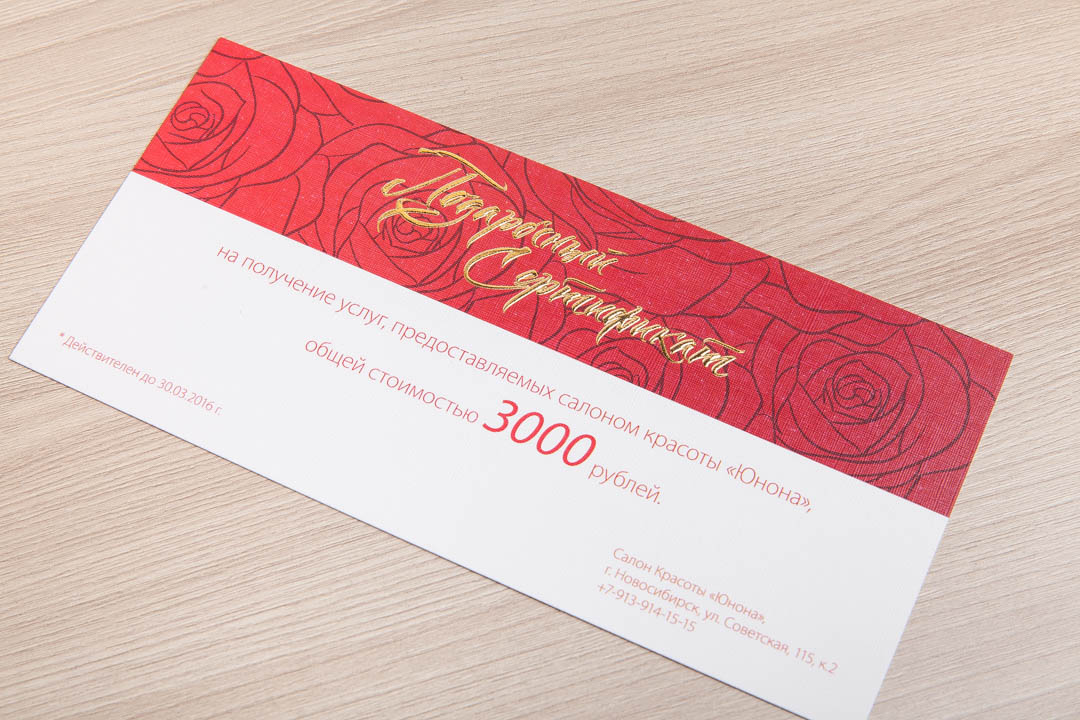 Подарочный
Сертификат
на получение услуг, предоставляемых салоном красоты «Юнона»,
общей стоимостью 3000 рублей.
*Действителен до 30.03.2016 г.
Салон Красоты «Юнона»,
г. Новосибирск, ул. Советская, 115, к.2
+7-913-914-15-15